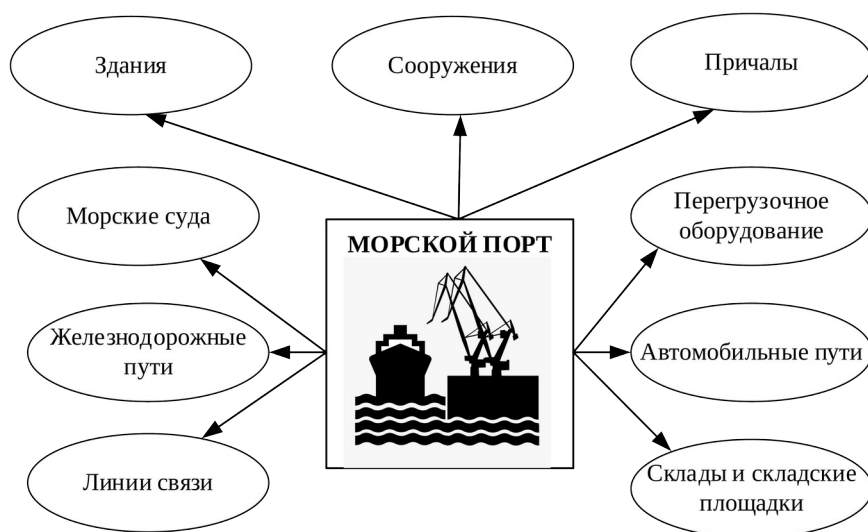 Здания
Сооружения
Причалы
Морские суда
МОРСКОЙ ПОРТ
Перегрузочное
оборудование
Железнодорожные
пути
Автомобильные пути
Линии связи
Склады и складские
площадки